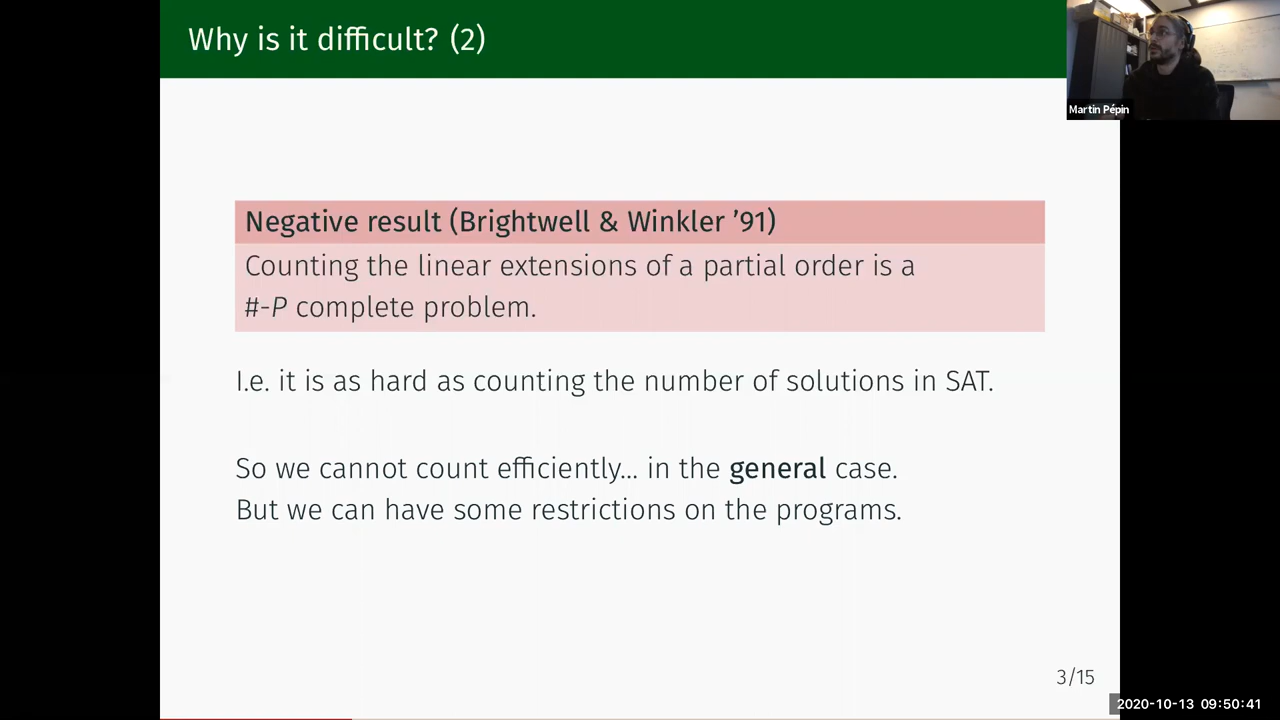 Why is it difficult? (2)
Martin Pépin
Negative result (Brightwell & Winkler ’91)
Counting the linear extensions of a partial order is a
#-P complete problem.
I.e. it is as hard as counting the number of solutions in SAT.
So we cannot count efficiently... in the general case.
But we can have some restrictions on the programs.
3/15
2020-10-13 09:50:41